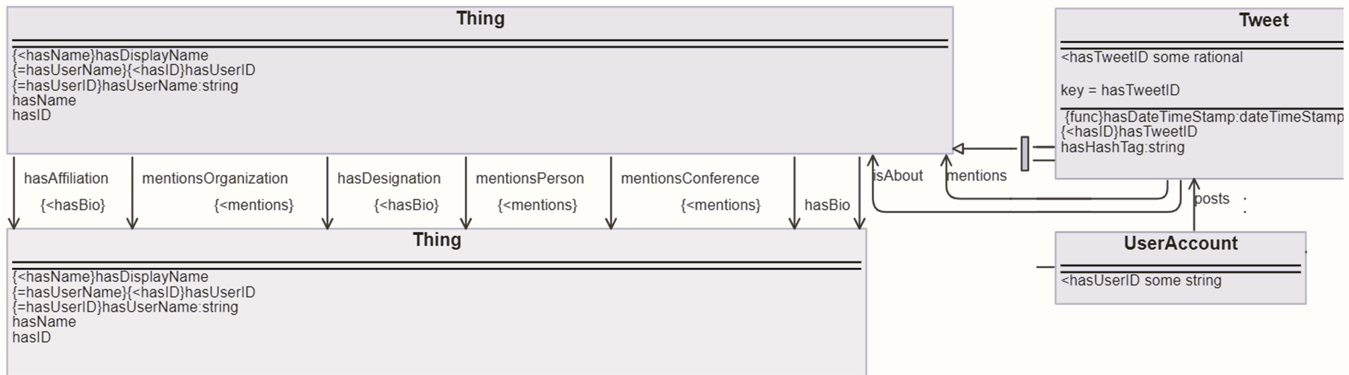 Thing
{<hasName}hasDisplayName
{=hasUserName}{<hasID}hasUserID
{=hasUserID}hasUserName:string
hasName
hasID
Tweet
<hasTweetID some rational
key = hasTweetID
{func}hasDateTimeStamp:dateTimeStamp
{<hasID}hasTweetID
hasHashTag:string
hasAffiliation
{<hasBio}
mentionsOrganization
{<mentions}
hasDesignation
{<hasBio}
mentionsPerson
{<mentions}
mentionsConference
{<mentions}
hasBio
isAbout
mentions
posts
Thing
{<hasName}hasDisplayName
{=hasUserName}{<hasID}hasUserID
{=hasUserID}hasUserName:string
hasName
hasID
UserAccount
<hasUserID some string